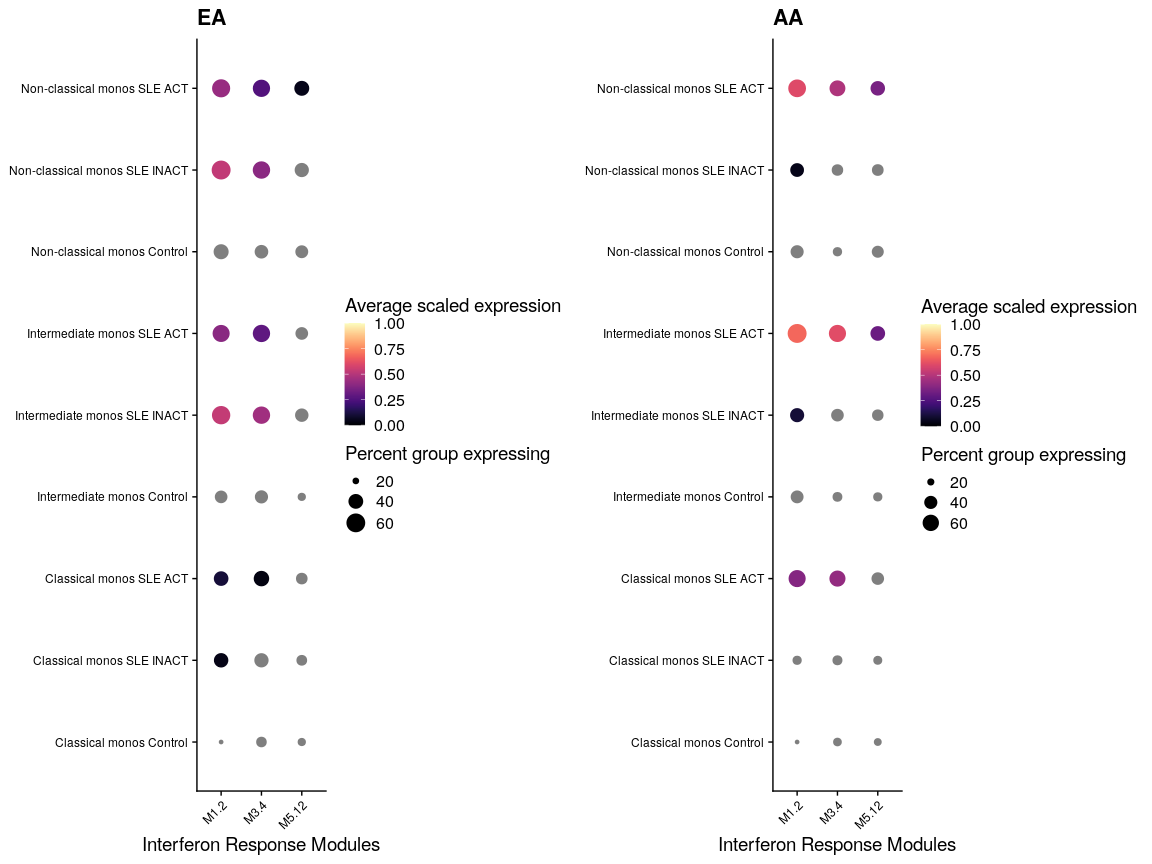 EA
Non-classical monos SLE ACT
Non-classical monos SLE INACT
Non-classical monos Control
Intermediate monos SLE ACT
Intermediate monos SLE INACT
Intermediate monos Control
Classical monos SLE ACT
Classical monos SLE INACT
Classical monos Control
M1.2
M3.4
M5.12
Interferon Response Modules
Average scaled expression
1.00
0.75
0.50
0.25
0.00
Percent group expressing
20
40
60
AA
Non-classical monos SLE ACT
Non-classical monos SLE INACT
Non-classical monos Control
Intermediate monos SLE ACT
Intermediate monos SLE INACT
Intermediate monos Control
Classical monos SLE ACT
Classical monos SLE INACT
Classical monos Control
M1.2
M3.4
M5.12
Interferon Response Modules
Average scaled expression
1.00
0.75
0.50
0.25
0.00
Percent group expressing
20
40
60